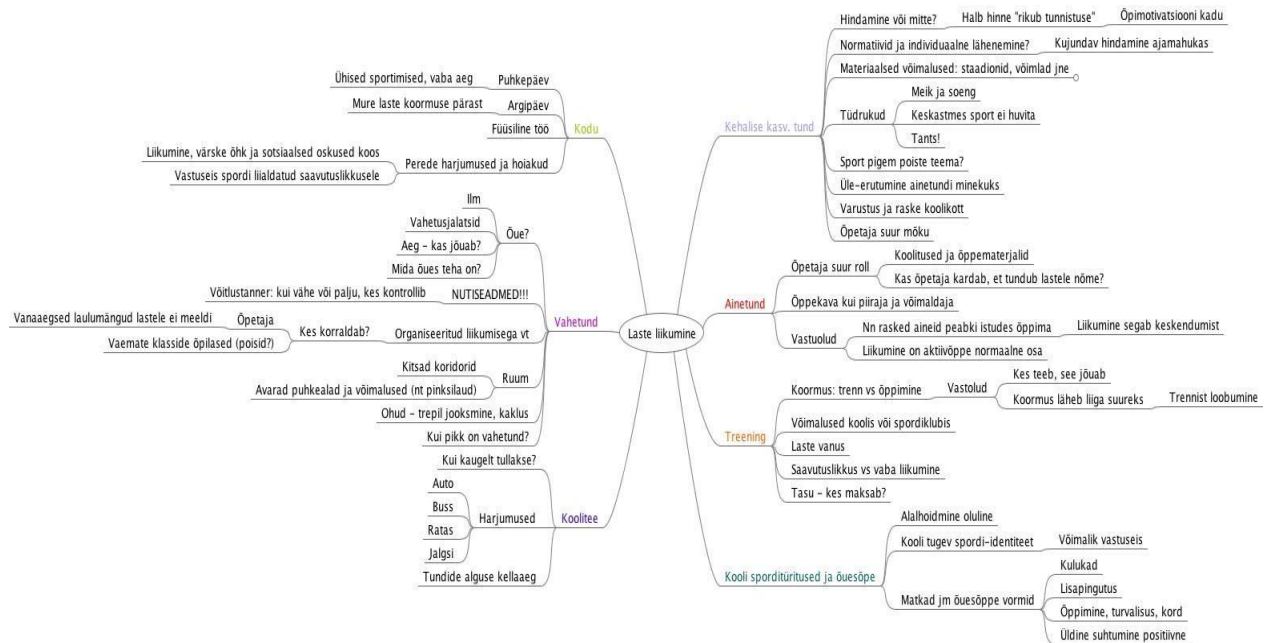 Laste liikumine
Kehalise kasv. tund
Hindamine või mitte?
Halb hinne "rikub tunnistuse"
Õpimotivatsiooni kadu
Normatiivid ja individuaalne lähenemine?
Kujundav hindamine ajamahukas
Materiaalsed võimalused: staadionid, võimlad jne
Tüdrukud
Meik ja soeng
Keskastmes sport ei huvita
Tants!
Sport pigem poiste teema?
Üle-erutumine ainetundi minekuks
Varustus ja raske koolikott
Õpetaja suur mõku
Ainetund
Õpetaja suur roll
Koolitused ja õppematerjalid
Kas õpetaja kardab, et tundub lastele nõme?
Õppekava kui piiraja ja võimaldaja
Vastuolud
Nn rasked aineid peabki istudes õppima
Liikumine segab keskendumist
Liikumine on aktiivõppe normaalne osa
Treening
Koormus: trenn vs õppimine
Vastolud
Kes teeb, see jõuab
Koormus läheb liiga suureks
Trennist loobumine
Võimalused koolis või spordiklubis
Laste vanus
Saavutuslikkus vs vaba liikumine
Tasu - kes maksab?
Kooli sporditüritused ja õuesõpe
Alalhoidmine oluline
Kooli tugev spordi-identiteet
Võimalik vastuseis
Matkad jm õuesõppe vormid
Kulukad
Lisapingutus
Õppimine, turvalisus, kord
Üldine suhtumine positiivne
Kodu
Puhkepäev
Ühised sportimised, vaba aeg
Argipäev
Mure laste koormuse pärast
Füüsiline töö
Perede harjumused ja hoiakud
Liikumine, värske õhk ja sotsiaalsed oskused koos
Vastuseis spordi liialdatud saavutuslikkusele
Vahetund
Õue?
Ilm
Vahetusjalatsid
Aeg - kas jõuab?
Mida õues teha on?
NUTISEADMED!!!
Võitlustanner: kui vähe või palju, kes kontrollib
Organiseeritud liikumisega vt
Kes korraldab?
Õpetaja
Vanaaegsed laulumängud lastele ei meeldi
Vaemate klasside õpilased (poisid?)
Ruum
Kitsad koridorid
Avarad puhkealad ja võimalused (nt pinksilaud)
Ohud - trepil jooksmine, kaklus
Kui pikk on vahetund?
Koolitee
Kui kaugelt tullakse?
Harjumused
Auto
Buss
Ratas
Jalgsi
Tundide alguse kellaaeg